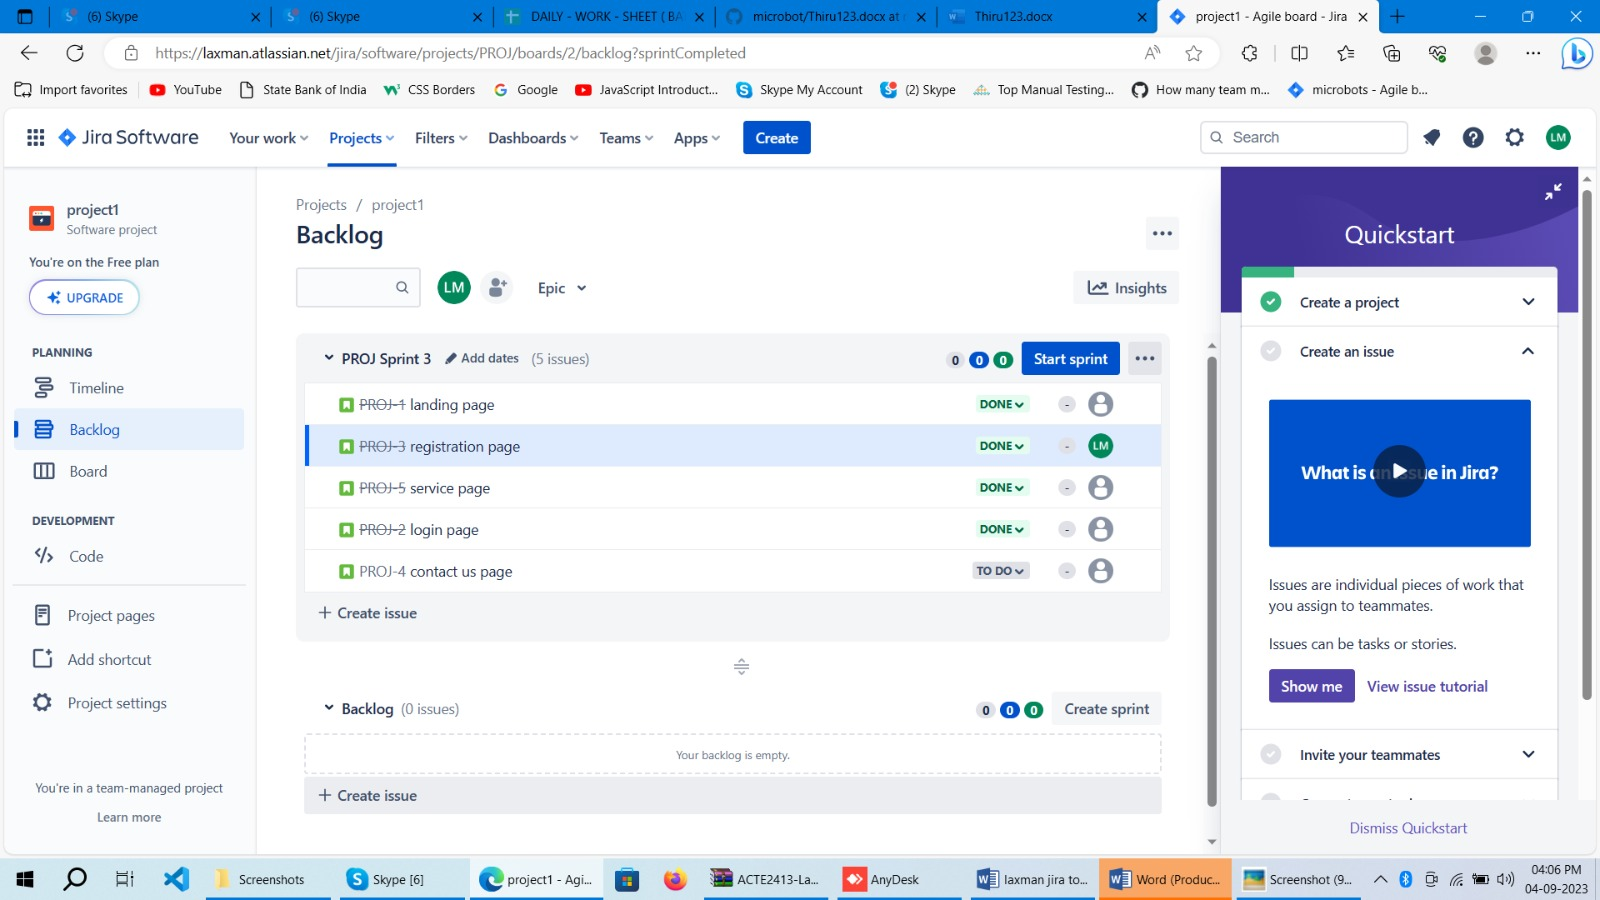 (6) Skype
(6) Skype
DAILY - WORK - SHEET ( BA
microbot/Thiru123.docx at
Thiru123.docx
project1 - Agile board - Jira
https://laxman.atlassian.net/jira/software/projects/PROJ/boards/2/backlog?sprintCompleted
Import favorites
YouTube
State Bank of India
CSS Borders
Google
JavaScript Introduct...
Skype My Account
(2) Skype
Top Manual Testing...
How many team m...
microbots - Agile b...
Jira Software
Your work
Projects
Filters
Dashboards
Teams
Apps
Create
Search
LM
project1
Software project
You're on the Free plan
UPGRADE
PLANNING
Timeline
Backlog
Board
DEVELOPMENT
Code
Project pages
Add shortcut
Project settings
You're in a team-managed project
Learn more
Projects / project1
Backlog
LM
Epic
Insights
PROJ Sprint 3 Add dates (5 issues) 0 0 0 Start sprint
PROJ-1 landing page DONE -
PROJ-3 registration page DONE - LM
PROJ-5 service page DONE -
PROJ-2 login page DONE -
PROJ-4 contact us page TO DO -
+ Create issue
Backlog (0 issues) 0 0 0 Create sprint
Your backlog is empty.
+ Create issue
Quickstart
Create a project
Create an issue
What is an issue in Jira?
Issues are individual pieces of work that
you assign to teammates.
Issues can be tasks or stories.
Show me View issue tutorial
Invite your teammates
Dismiss Quickstart
Screenshots
Skype [6]
project1 - Agi...
ACTE2413-La...
AnyDesk
laxman jira to...
Word (Produc...
Screenshot (9...
04:06 PM
04-09-2023